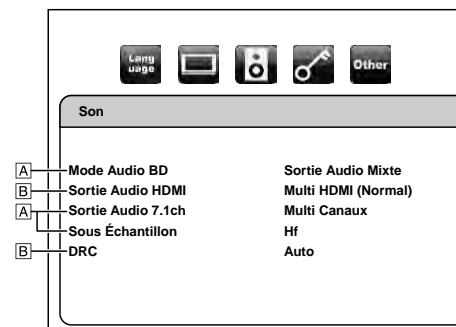 Lang
uage
Other
Son
A Mode Audio BD Sortie Audio Mixte
B Sortie Audio HDMI Multi HDMI (Normal)
A Sortie Audio 7.1ch Multi Canaux
Sous Échantillon Hf
B DRC Auto